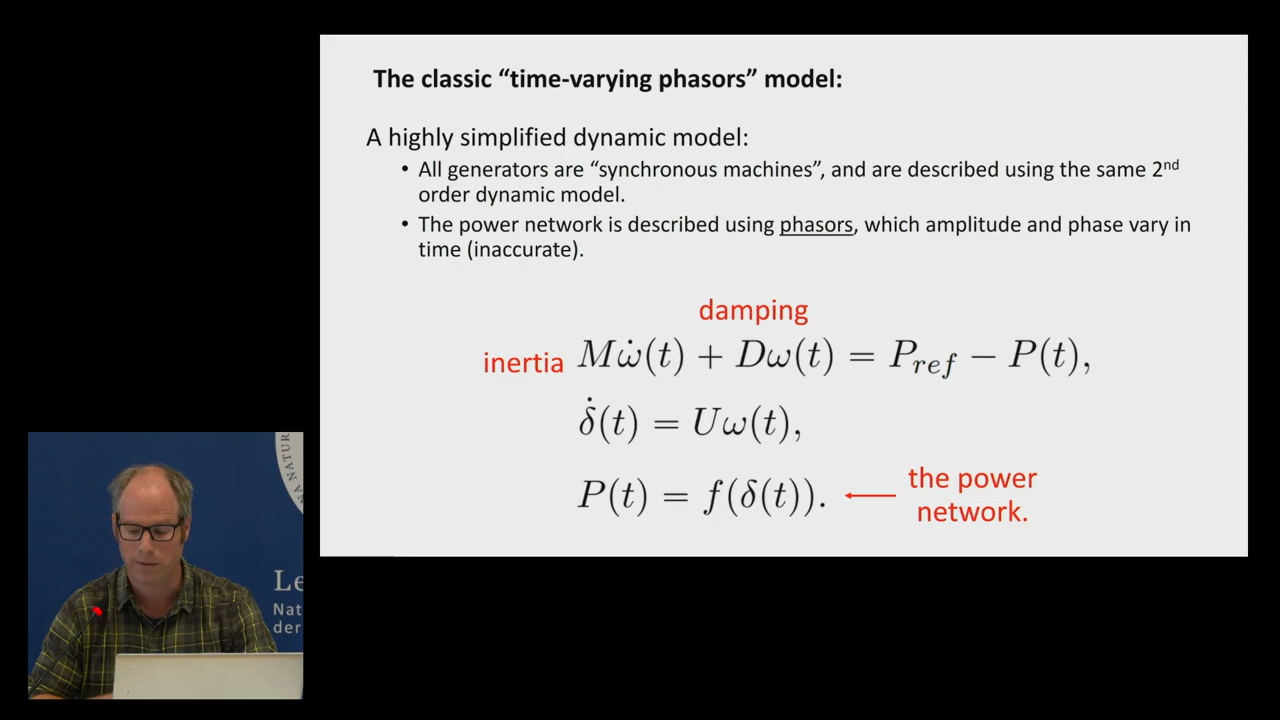 The classic “time-varying phasors” model:
A highly simplified dynamic model:
• All generators are “synchronous machines”, and are described using the same 2nd
order dynamic model.
• The power network is described using phasors, which amplitude and phase vary in
time (inaccurate).
damping
inertia Mω̇(t) + Dω(t) = P_ref − P(t),
δ̇(t) = Uω(t),
P(t) = f(δ(t)).
the power
network.
NA NATUR
Le
Nat
der